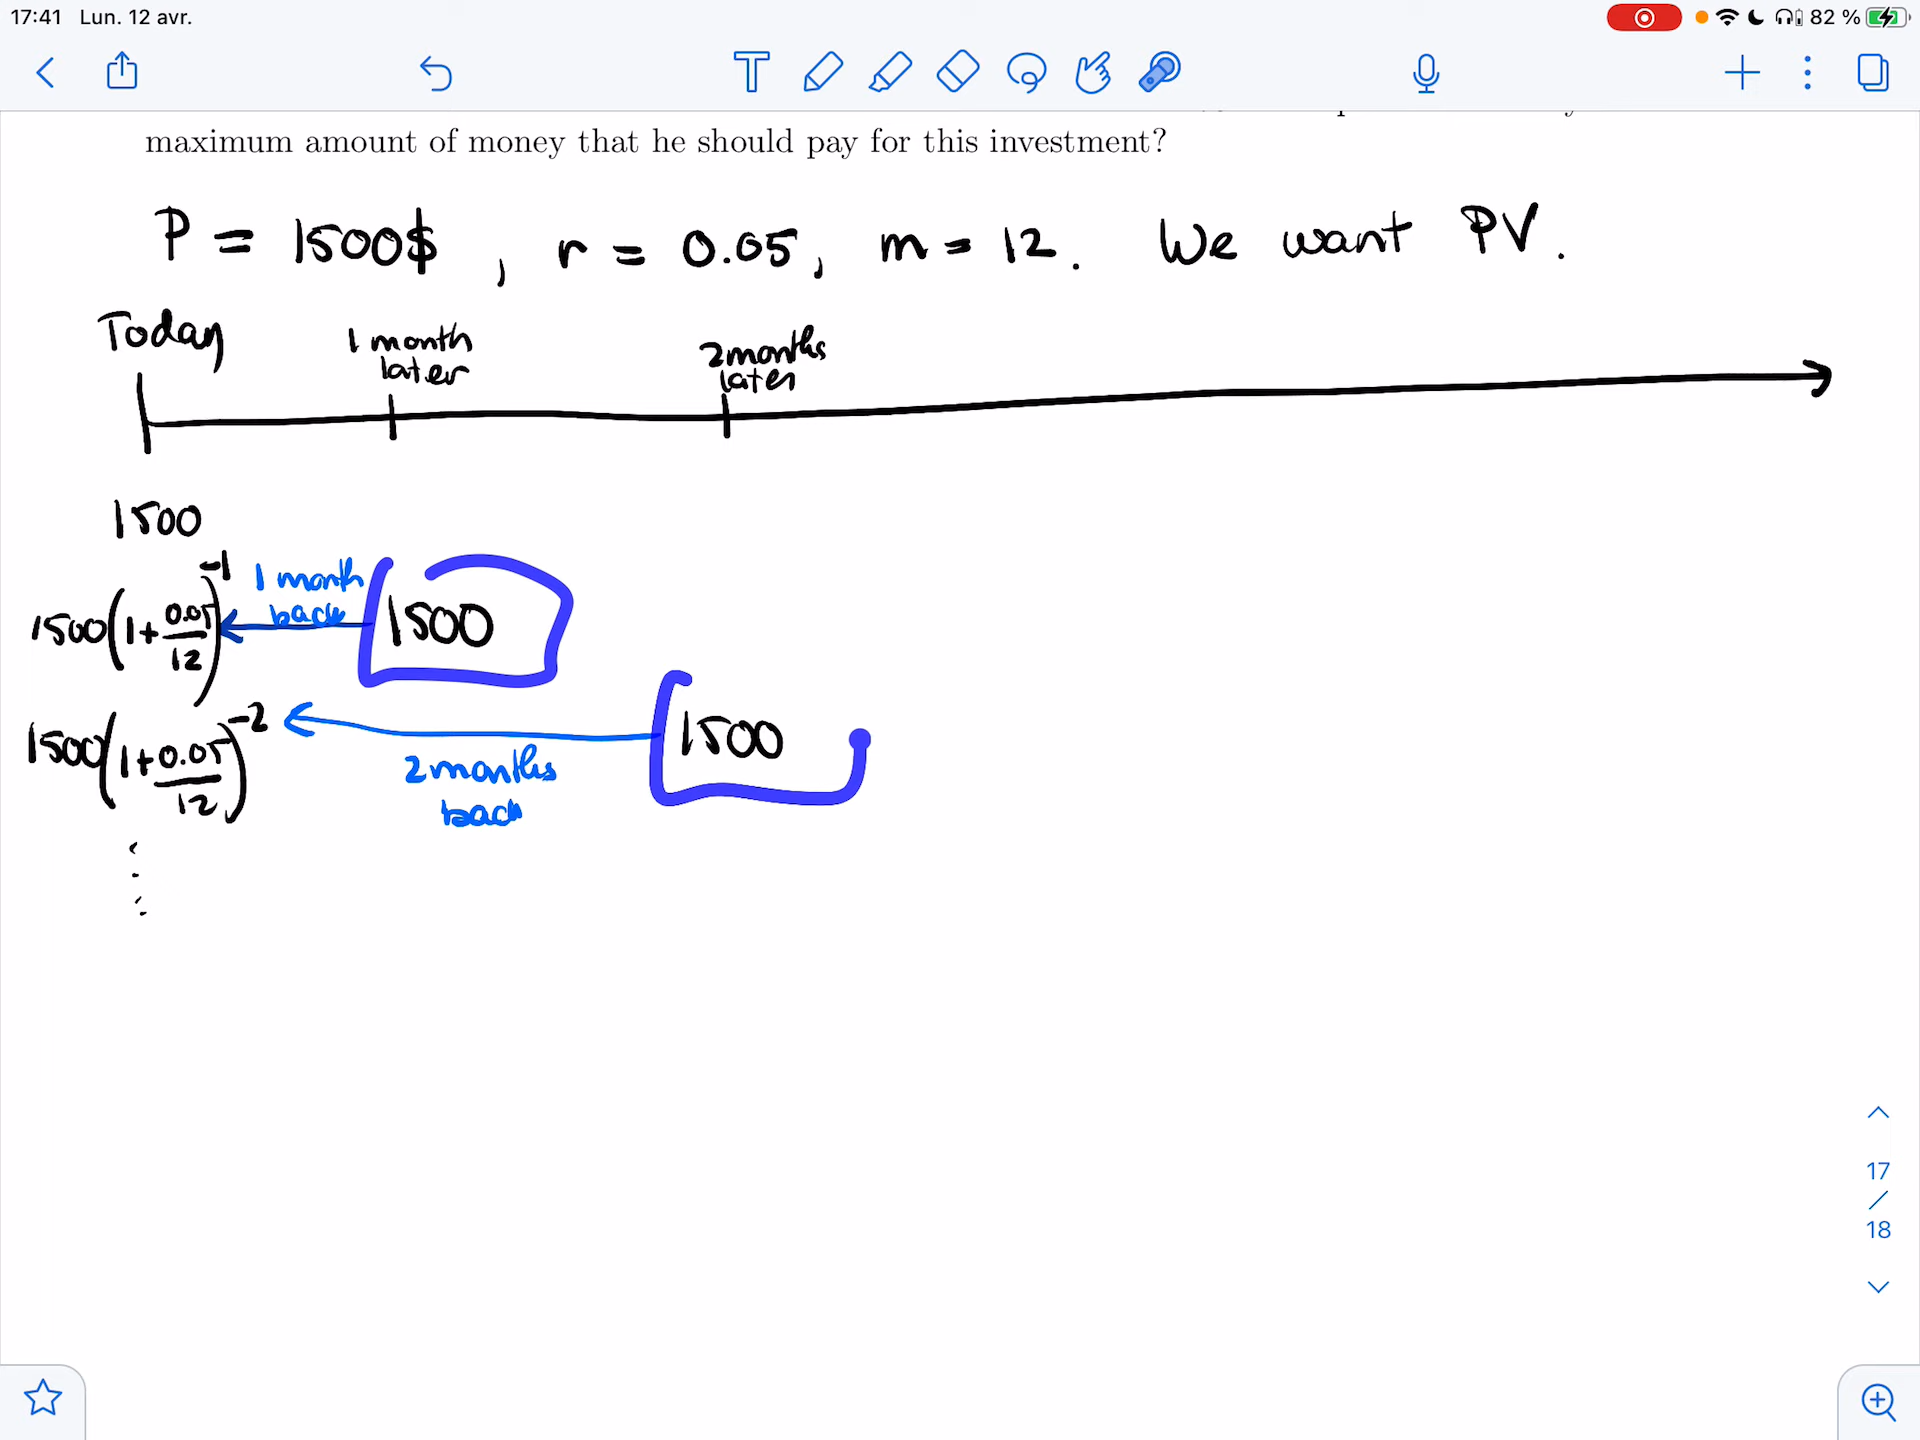 17:41 Lun. 12 avr. 82 %
maximum amount of money that he should pay for this investment?
P = 1500$ , r = 0.05, m = 12. We want PV.
Today
1 month
later
2 months
later
1500
1500(1+0.05/12)^-1
1 month
back
1500
1500(1+0.05/12)^-2
2 months
back
1500
17
/
18